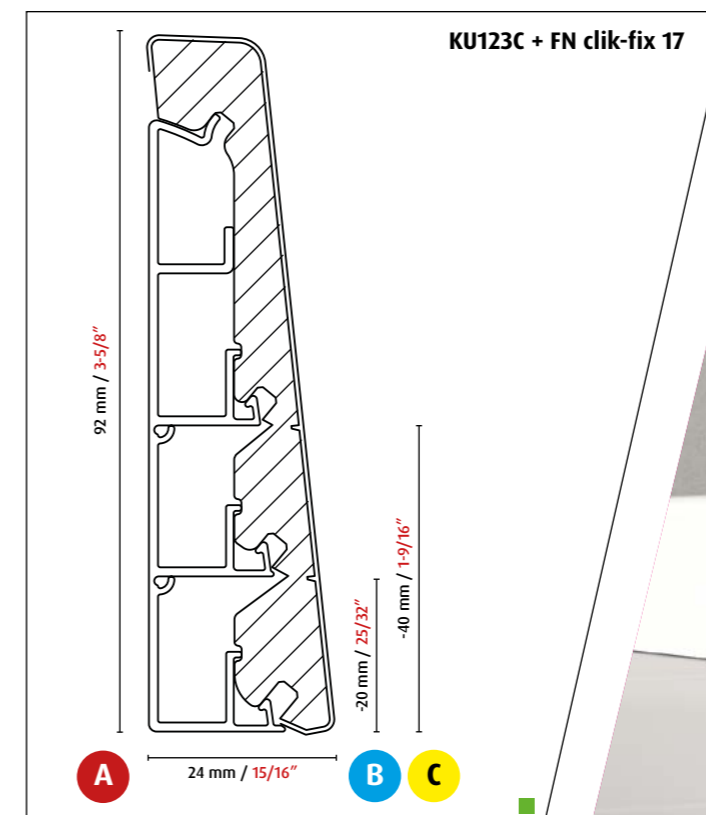 KU123C + FN clik-fix 17
92 mm / 3-5/8″
-40 mm / 1-9/16″
-20 mm / 25/32″
A
24 mm / 15/16″
B
C